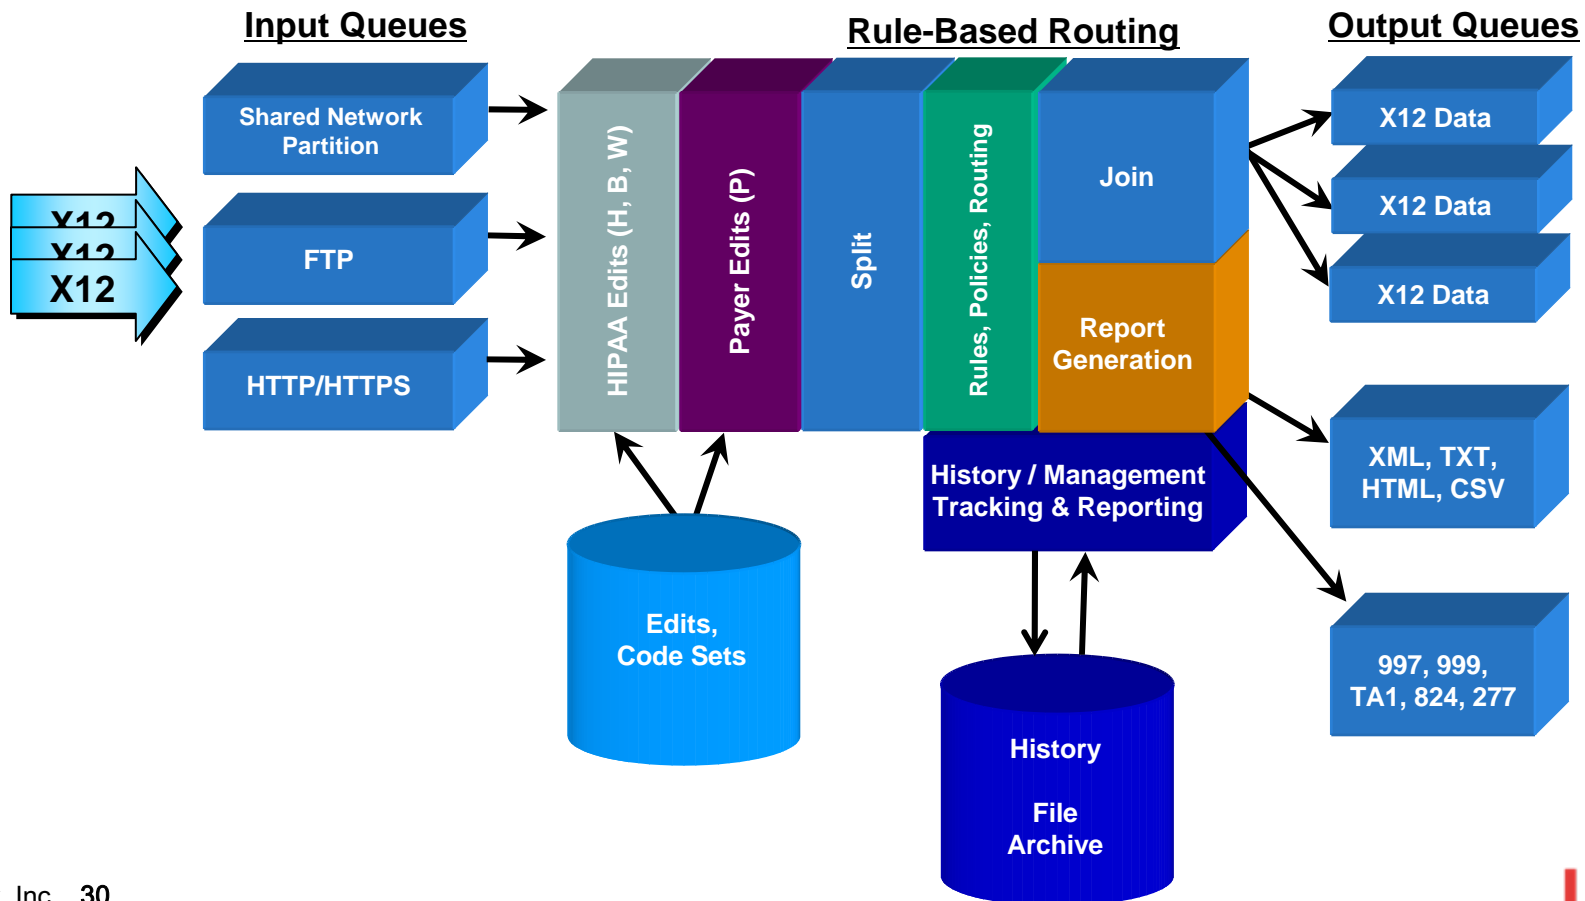 Input Queues
Rule-Based Routing
Output Queues
Shared Network
Partition
FTP
HTTP/HTTPS
X12
X12
X12
HIPAA Edits (H, B, W)
Payer Edits (P)
Split
Rules, Policies, Routing
Join
Report
Generation
History / Management
Tracking & Reporting
Edits,
Code Sets
History
File
Archive
X12 Data
X12 Data
X12 Data
XML, TXT,
HTML, CSV
997, 999,
TA1, 824, 277
Inc 30